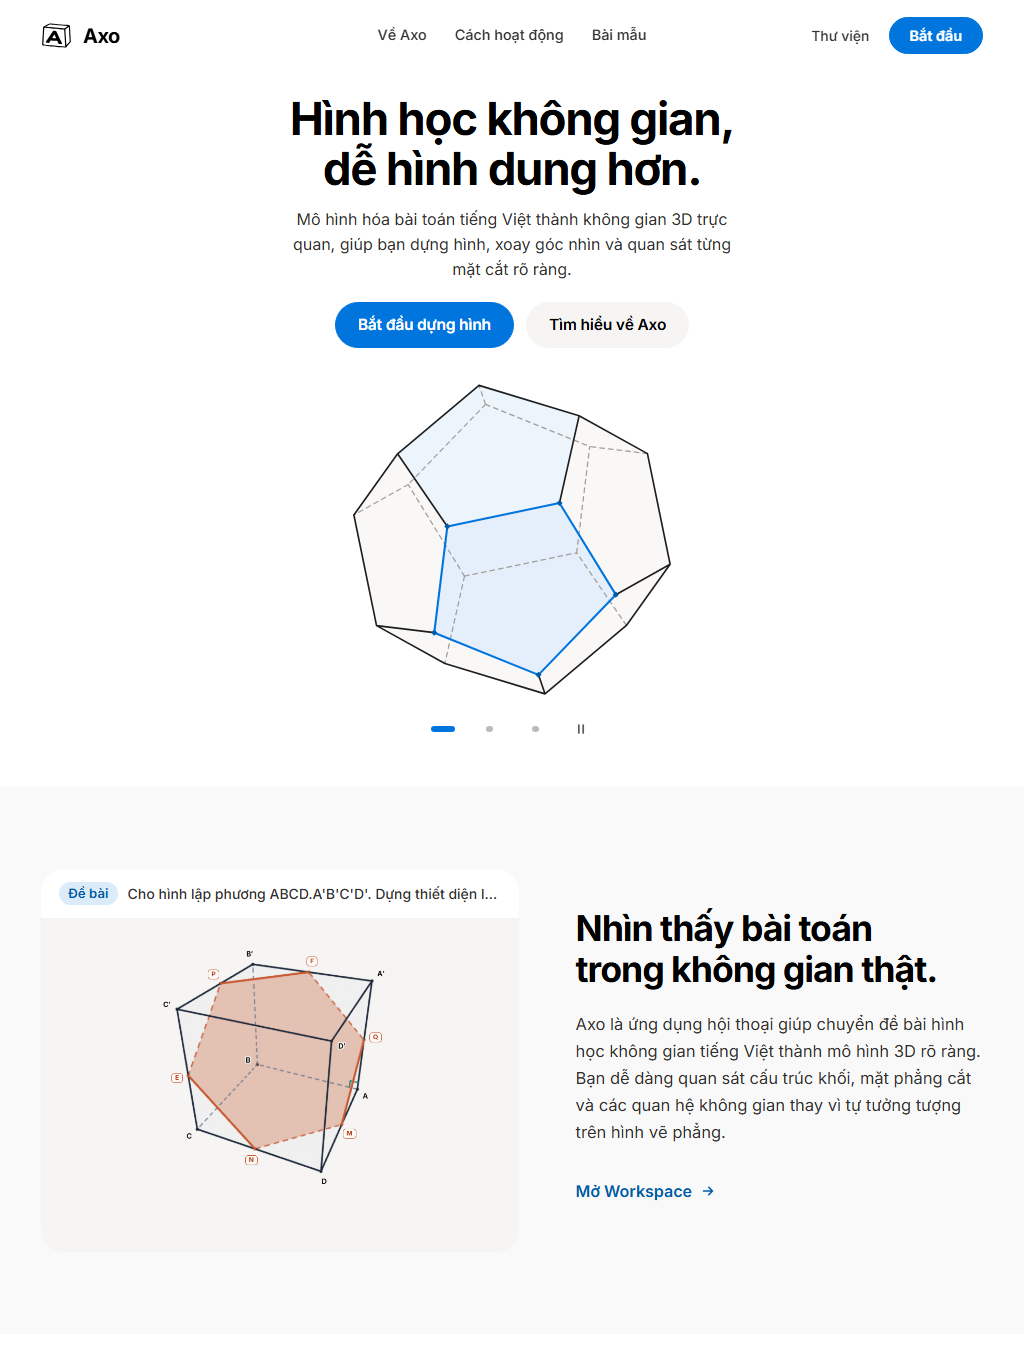 A Axo
Về Axo
Cách hoạt động
Bài mẫu
Thư viện
Bắt đầu
Hình học không gian,
dễ hình dung hơn.
Mô hình hóa bài toán tiếng Việt thành không gian 3D trực
quan, giúp bạn dựng hình, xoay góc nhìn và quan sát từng
mặt cắt rõ ràng.
Bắt đầu dựng hình
Tìm hiểu về Axo
Đề bài
Cho hình lập phương ABCD.A'B'C'D'. Dựng thiết diện l...
B'
F
P
A'
C'
Q
D'
B
E
A
M
C
N
D
Nhìn thấy bài toán
trong không gian thật.
Axo là ứng dụng hội thoại giúp chuyển đề bài hình
học không gian tiếng Việt thành mô hình 3D rõ ràng.
Bạn dễ dàng quan sát cấu trúc khối, mặt phẳng cắt
và các quan hệ không gian thay vì tự tưởng tượng
trên hình vẽ phẳng.
Mở Workspace →